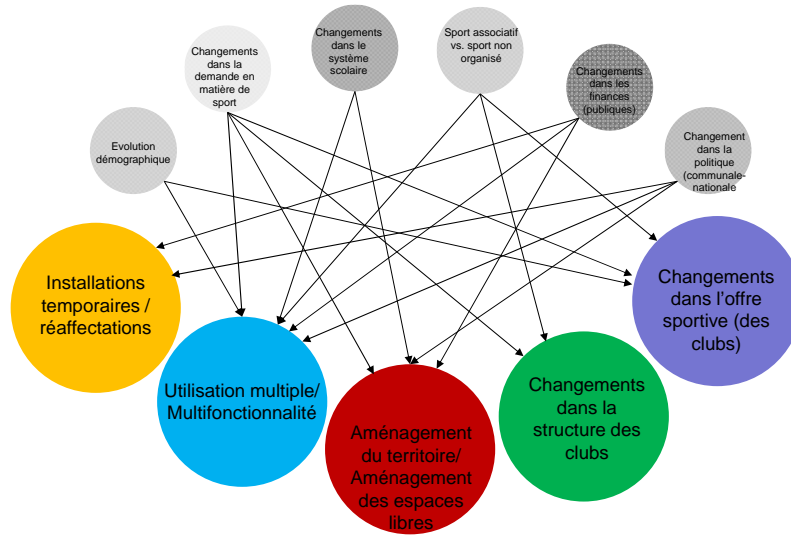 Changements
dans la
demande en
matière de
sport
Changements
dans le
système
scolaire
Sport associatif
vs. sport non
organisé
Changements
dans les
finances
(publiques)
Evolution
démographique
Changement
dans la
politique
(communale-
nationale
Installations
temporaires /
réaffectations
Utilisation multiple/
Multifonctionnalité
Aménagement
du territoire/
Aménagement
des espaces
libres
Changements
dans la
structure des
clubs
Changements
dans l'offre
sportive (des
clubs)